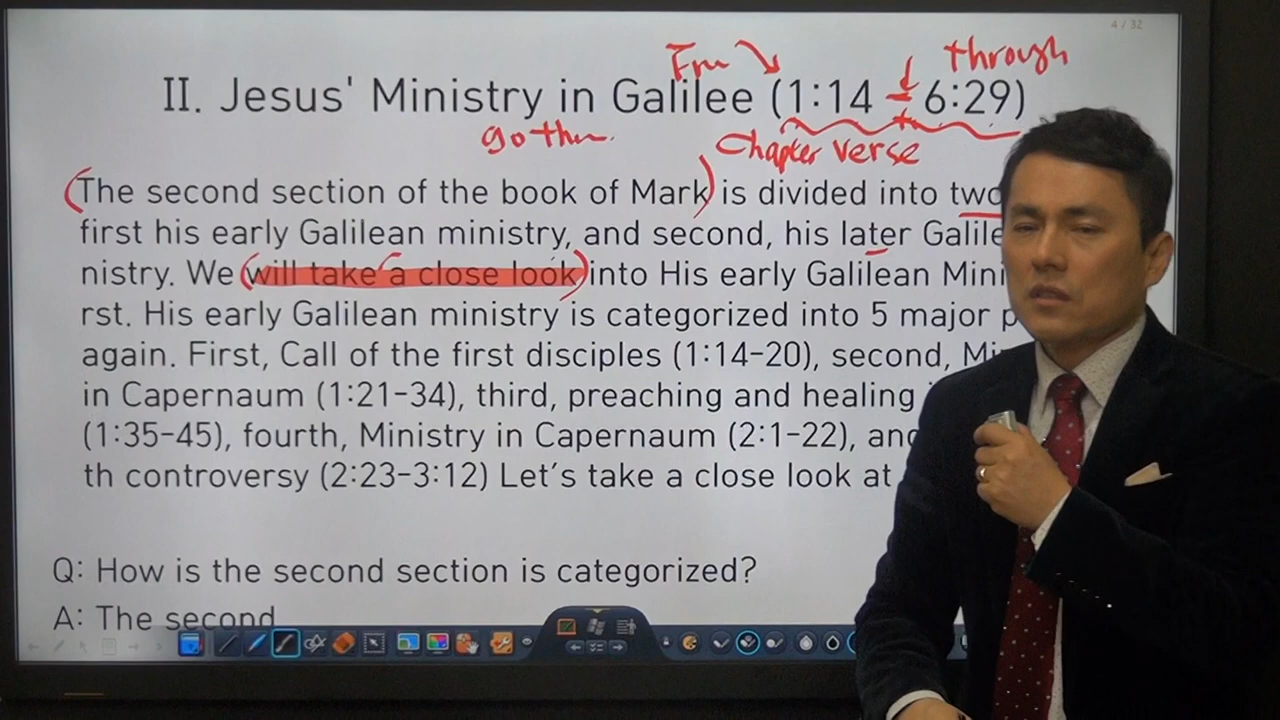 4 / 32
through
II. Jesus' Ministry in Galilee (1:14 - 6:29)
Chapter verse
The second section of the book of Mark is divided into two
first his early Galilean ministry, and second, his later Galile
nistry. We will take a close look into His early Galilean Mini
rst. His early Galilean ministry is categorized into 5 major p
again. First, Call of the first disciples (1:14-20), second, Mi
in Capernaum (1:21-34), third, preaching and healing
(1:35-45), fourth, Ministry in Capernaum (2:1-22), and
th controversy (2:23-3:12) Let's take a close look at
Q: How is the second section is categorized?
A: The second